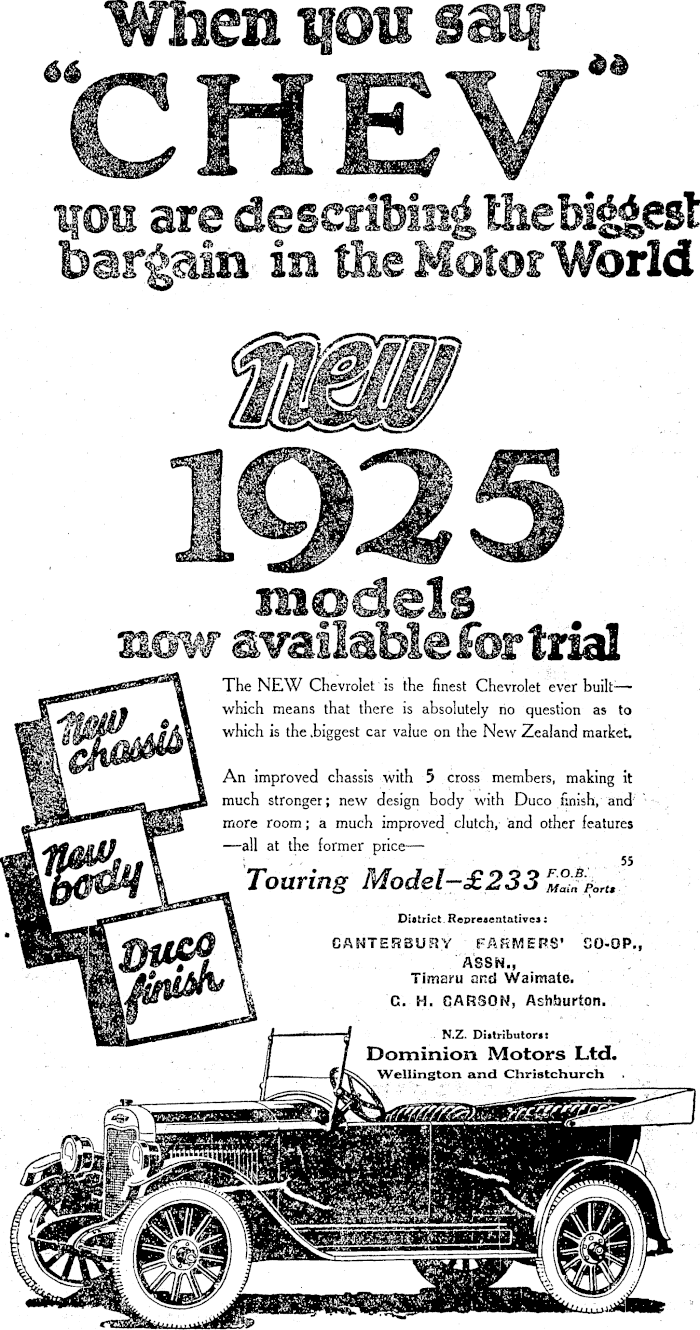 When you say
"CHEV"
you are describing the biggest
bargain in the Motor World
new
1925
models
now available for trial
The NEW Chevrolet is the finest Chevrolet ever built—
which means that there is absolutely no question as to
which is the biggest car value on the New Zealand market.
An improved chassis with 5 cross members, making it
much stronger; new design body with Duco finish, and
more room; a much improved clutch, and other features
—all at the former price—
New
chassis
New
body
Duco
finish
55
Touring Model—£233 F.O.B.
Main Ports
District Representatives:
CANTERBURY FARMERS' CO-OP.,
ASSN.,
Timaru and Waimate.
C. H. CARSON, Ashburton.
N.Z. Distributors:
Dominion Motors Ltd.
Wellington and Christchurch